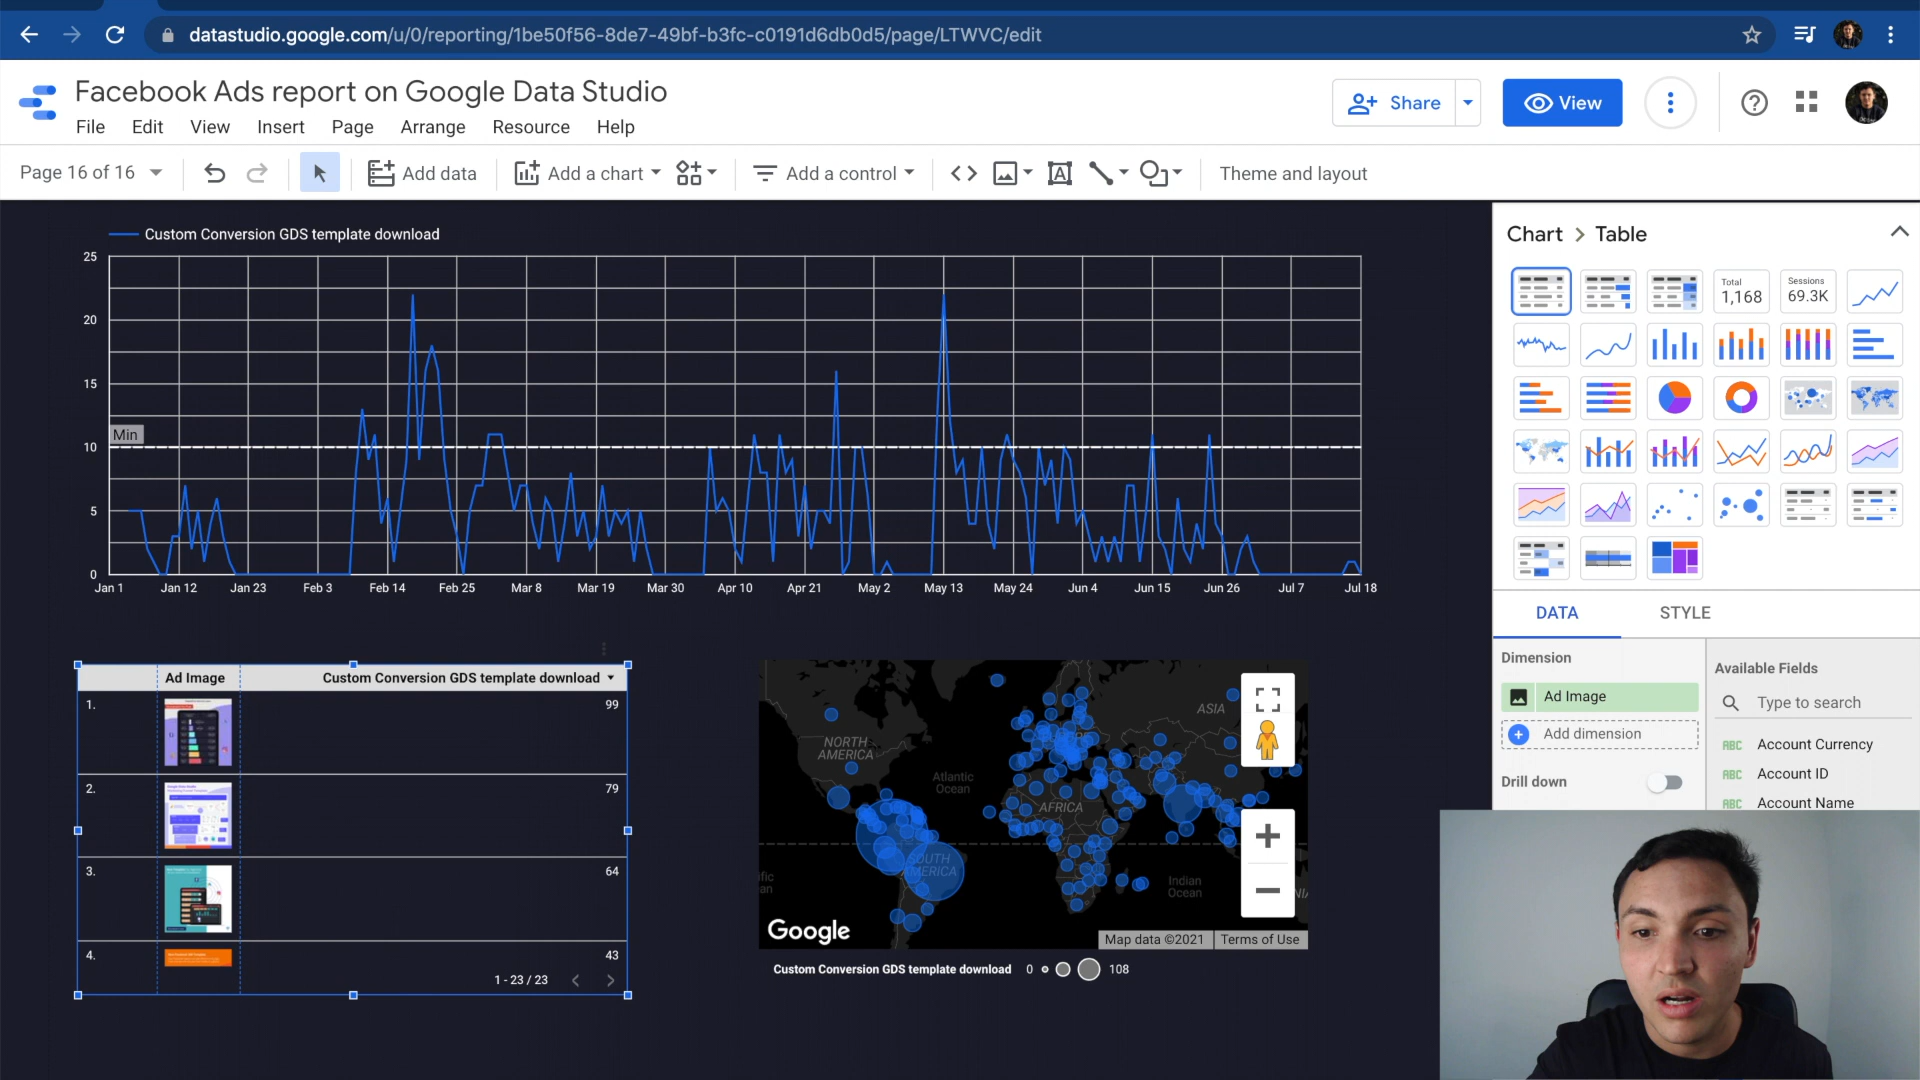 datastudio.google.com/u/0/reporting/1be50f56-8de7-49bf-b3fc-c0191d6db0d5/page/LTWVC/edit
Facebook Ads report on Google Data Studio
File Edit View Insert Page Arrange Resource Help
Share
View
Page 16 of 16
Add data
Add a chart
Add a control
Theme and layout
Custom Conversion GDS template download
25
20
15
Min
10
5
0
Jan 1 Jan 12 Jan 23 Feb 3 Feb 14 Feb 25 Mar 8 Mar 19 Mar 30 Apr 10 Apr 21 May 2 May 13 May 24 Jun 4 Jun 15 Jun 26 Jul 7 Jul 18
Ad Image Custom Conversion GDS template download
1. 99
2. 79
3. 64
4. 43
1 - 23 / 23
NORTH
AMERICA
Atlantic
Ocean
ASIA
AFRICA
SOUTH
AMERICA
Indian
Ocean
Google
Map data ©2021 Terms of Use
Custom Conversion GDS template download 0 108
Chart > Table
Total
1,168
Sessions
69.3K
DATA STYLE
Dimension
Ad Image
Add dimension
Drill down
Available Fields
Type to search
ABC Account Currency
ABC Account ID
ABC Account Name